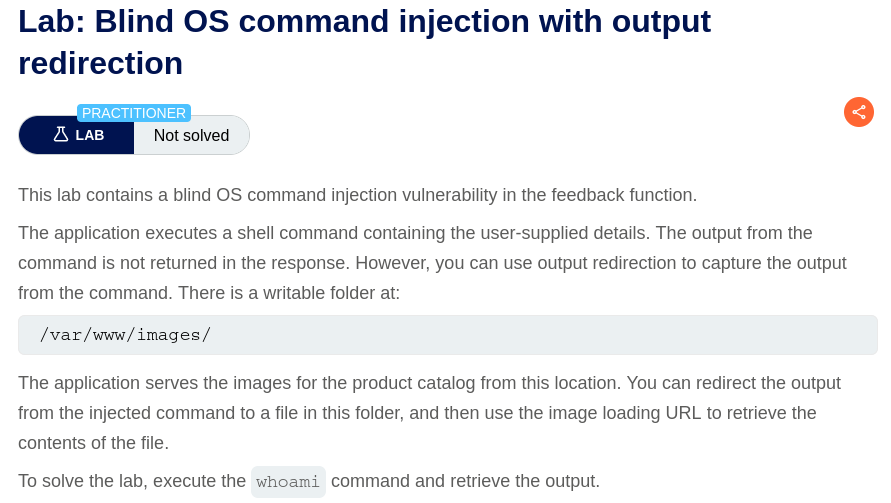 Lab: Blind OS command injection with output
redirection
PRACTITIONER
LAB Not solved
This lab contains a blind OS command injection vulnerability in the feedback function.
The application executes a shell command containing the user-supplied details. The output from the
command is not returned in the response. However, you can use output redirection to capture the output
from the command. There is a writable folder at:
/var/www/images/
The application serves the images for the product catalog from this location. You can redirect the output
from the injected command to a file in this folder, and then use the image loading URL to retrieve the
contents of the file.
To solve the lab, execute the whoami command and retrieve the output.